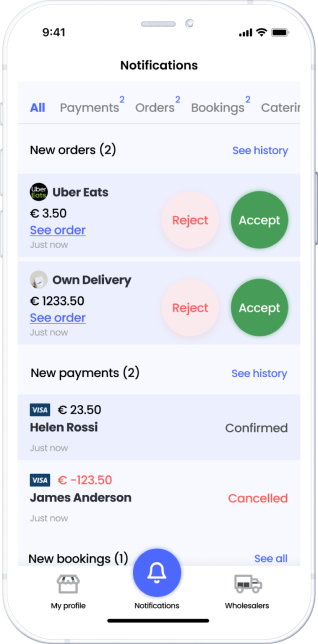 9:41
Notifications
All Payments 2 Orders 2 Bookings 2 Caterin
New orders (2) See history
Uber Eats Uber Eats
€ 3.50
See order
Just now
Reject Accept
Own Delivery
€ 1233.50
See order
Just now
Reject Accept
New payments (2) See history
VISA € 23.50
Helen Rossi Confirmed
Just now
VISA € -123.50
James Anderson Cancelled
Just now
New bookings (1) See all
My profile Notifications Wholesalers